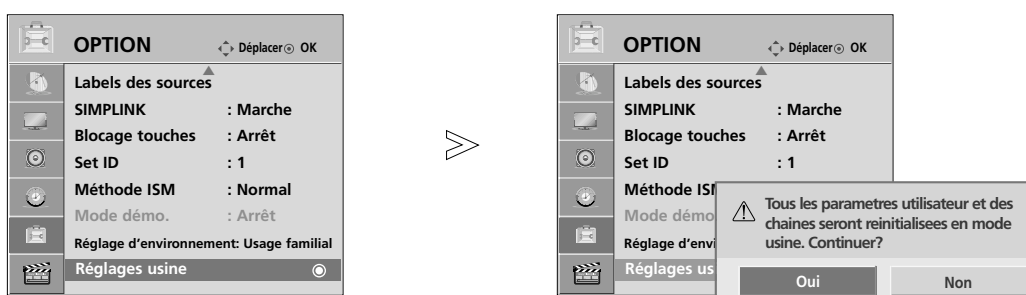 OPTION Déplacer OK
Labels des sources
SIMPLINK : Marche
Blocage touches : Arrêt
Set ID : 1
Méthode ISM : Normal
Mode démo. : Arrêt
Réglage d'environnement: Usage familial
Réglages usine
OPTION Déplacer OK
Labels des sources
SIMPLINK : Marche
Blocage touches : Arrêt
Set ID : 1
Méthode ISM
Mode démo
Réglage d'envi
Réglages us
Tous les parametres utilisateur et des
chaines seront reinitialisees en mode
usine. Continuer?
Oui Non